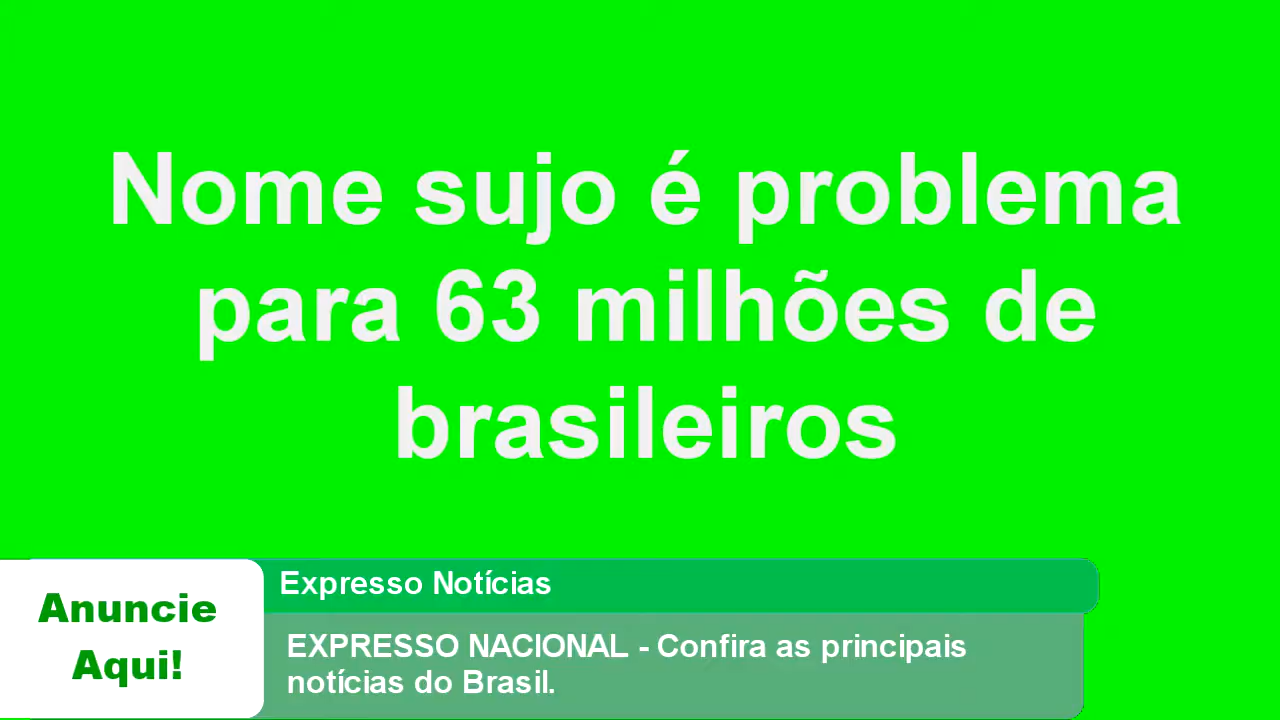 Nome sujo é problema
para 63 milhões de
brasileiros
Anuncie
Aqui!
Expresso Notícias
EXPRESSO NACIONAL - Confira as principais
notícias do Brasil.